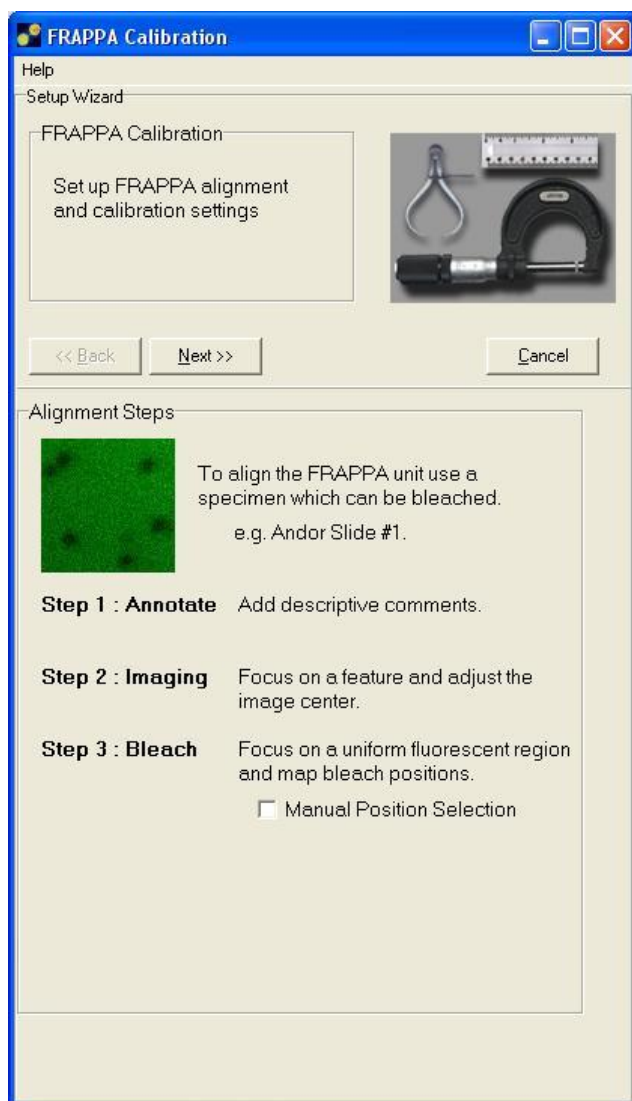 FRAPPA Calibration
Help
Setup Wizard
FRAPPA Calibration
Set up FRAPPA alignment
and calibration settings
<< Back
Next >>
Cancel
Alignment Steps
To align the FRAPPA unit use a
specimen which can be bleached.
e.g. Andor Slide #1.
Step 1 : Annotate Add descriptive comments.
Step 2 : Imaging Focus on a feature and adjust the
image center.
Step 3 : Bleach Focus on a uniform fluorescent region
and map bleach positions.
Manual Position Selection